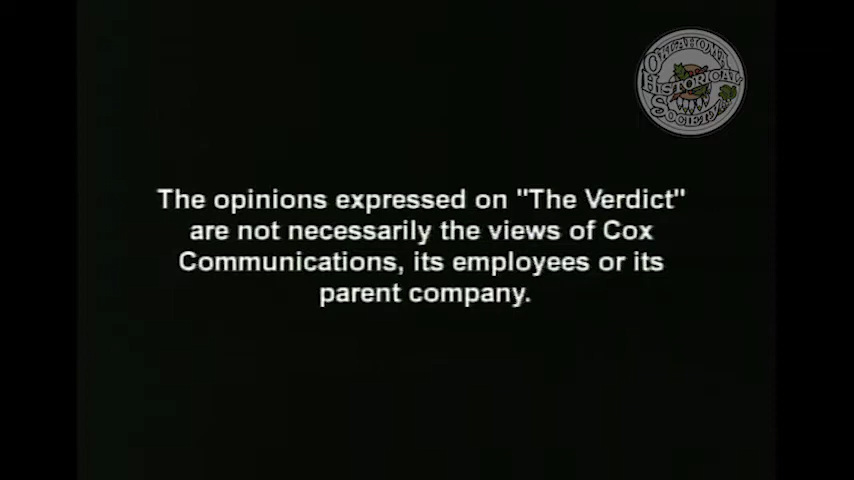 OKLAHOMA
HISTORICAL
SOCIETY
The opinions expressed on "The Verdict"
are not necessarily the views of Cox
Communications, its employees or its
parent company.